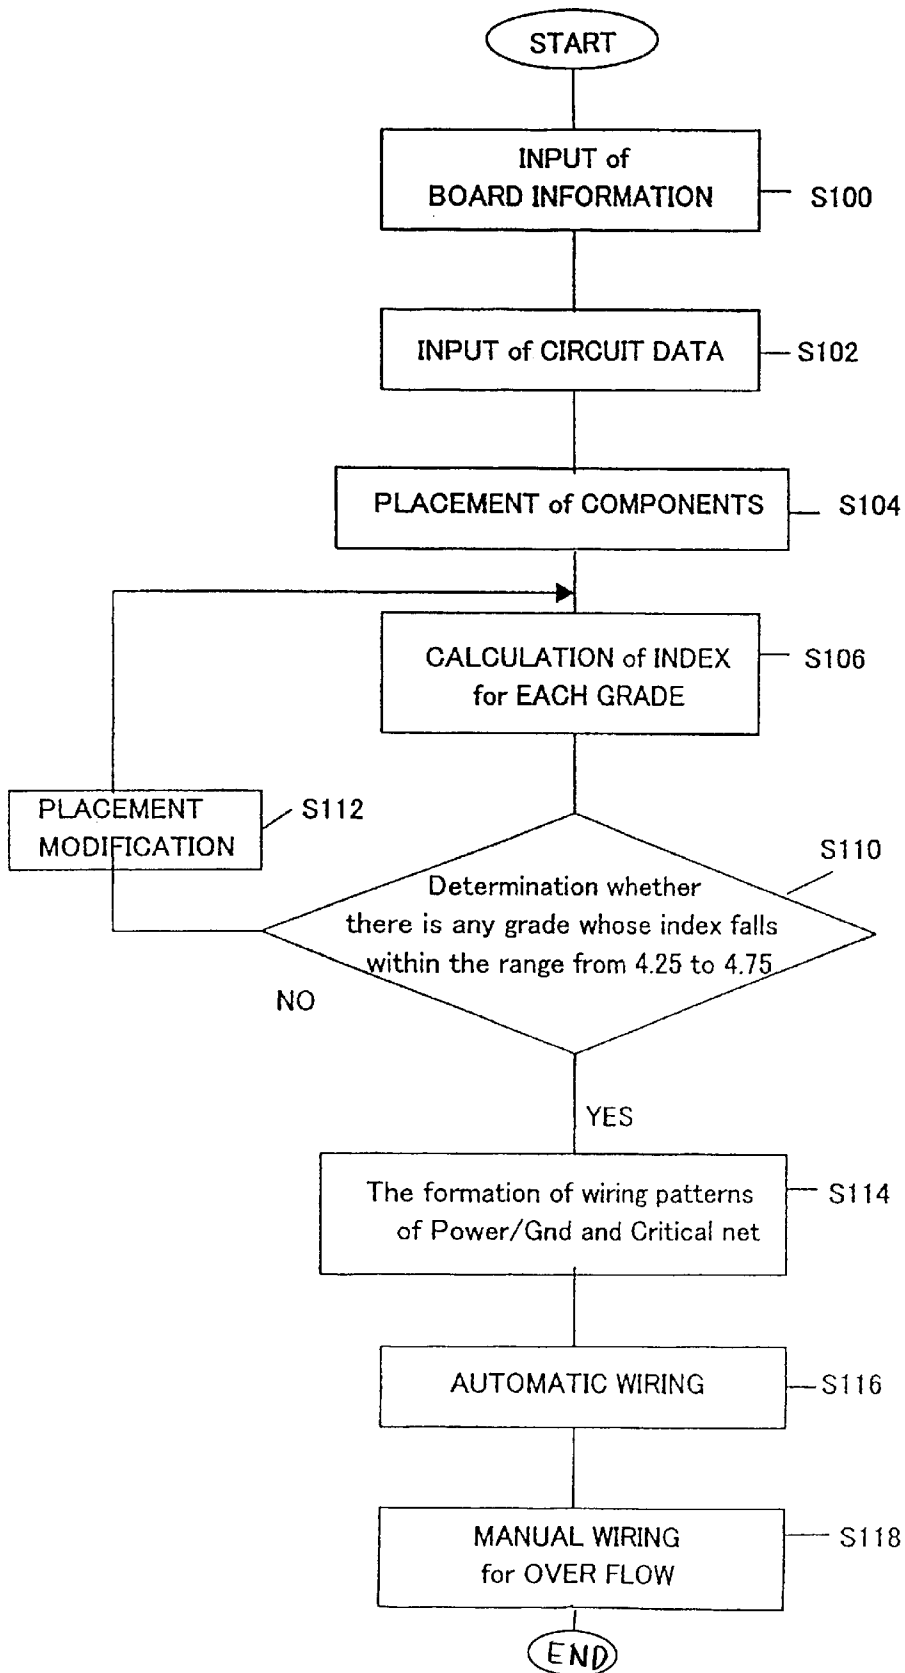 START
INPUT of
BOARD INFORMATION
S100
INPUT of CIRCUIT DATA
S102
PLACEMENT of COMPONENTS
S104
CALCULATION of INDEX
for EACH GRADE
S106
PLACEMENT
MODIFICATION
S112
S110
Determination whether
there is any grade whose index falls
within the range from 4.25 to 4.75
NO
YES
The formation of wiring patterns
of Power/Gnd and Critical net
S114
AUTOMATIC WIRING
S116
MANUAL WIRING
for OVER FLOW
S118
END